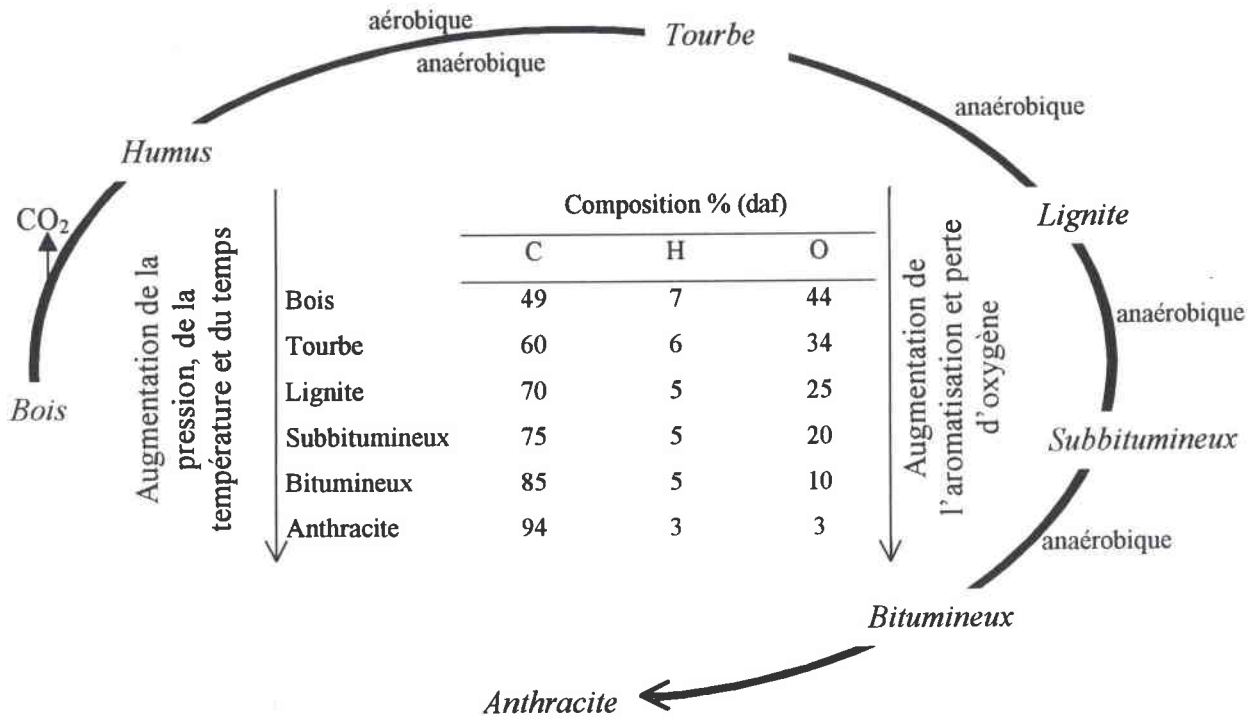 aérobique
Tourbe
anaérobique
anaérobique
Humus
CO₂
Lignite
Bois
Augmentation de la
pression, de la
température et du temps
Composition % (daf)
C H O
Bois 49 7 44
Tourbe 60 6 34
Lignite 70 5 25
Subbitumineux 75 5 20
Bitumineux 85 5 10
Anthracite 94 3 3
Augmentation de
l'aromatisation et perte
d'oxygène
anaérobique
Subbitumineux
anaérobique
Bitumineux
Anthracite